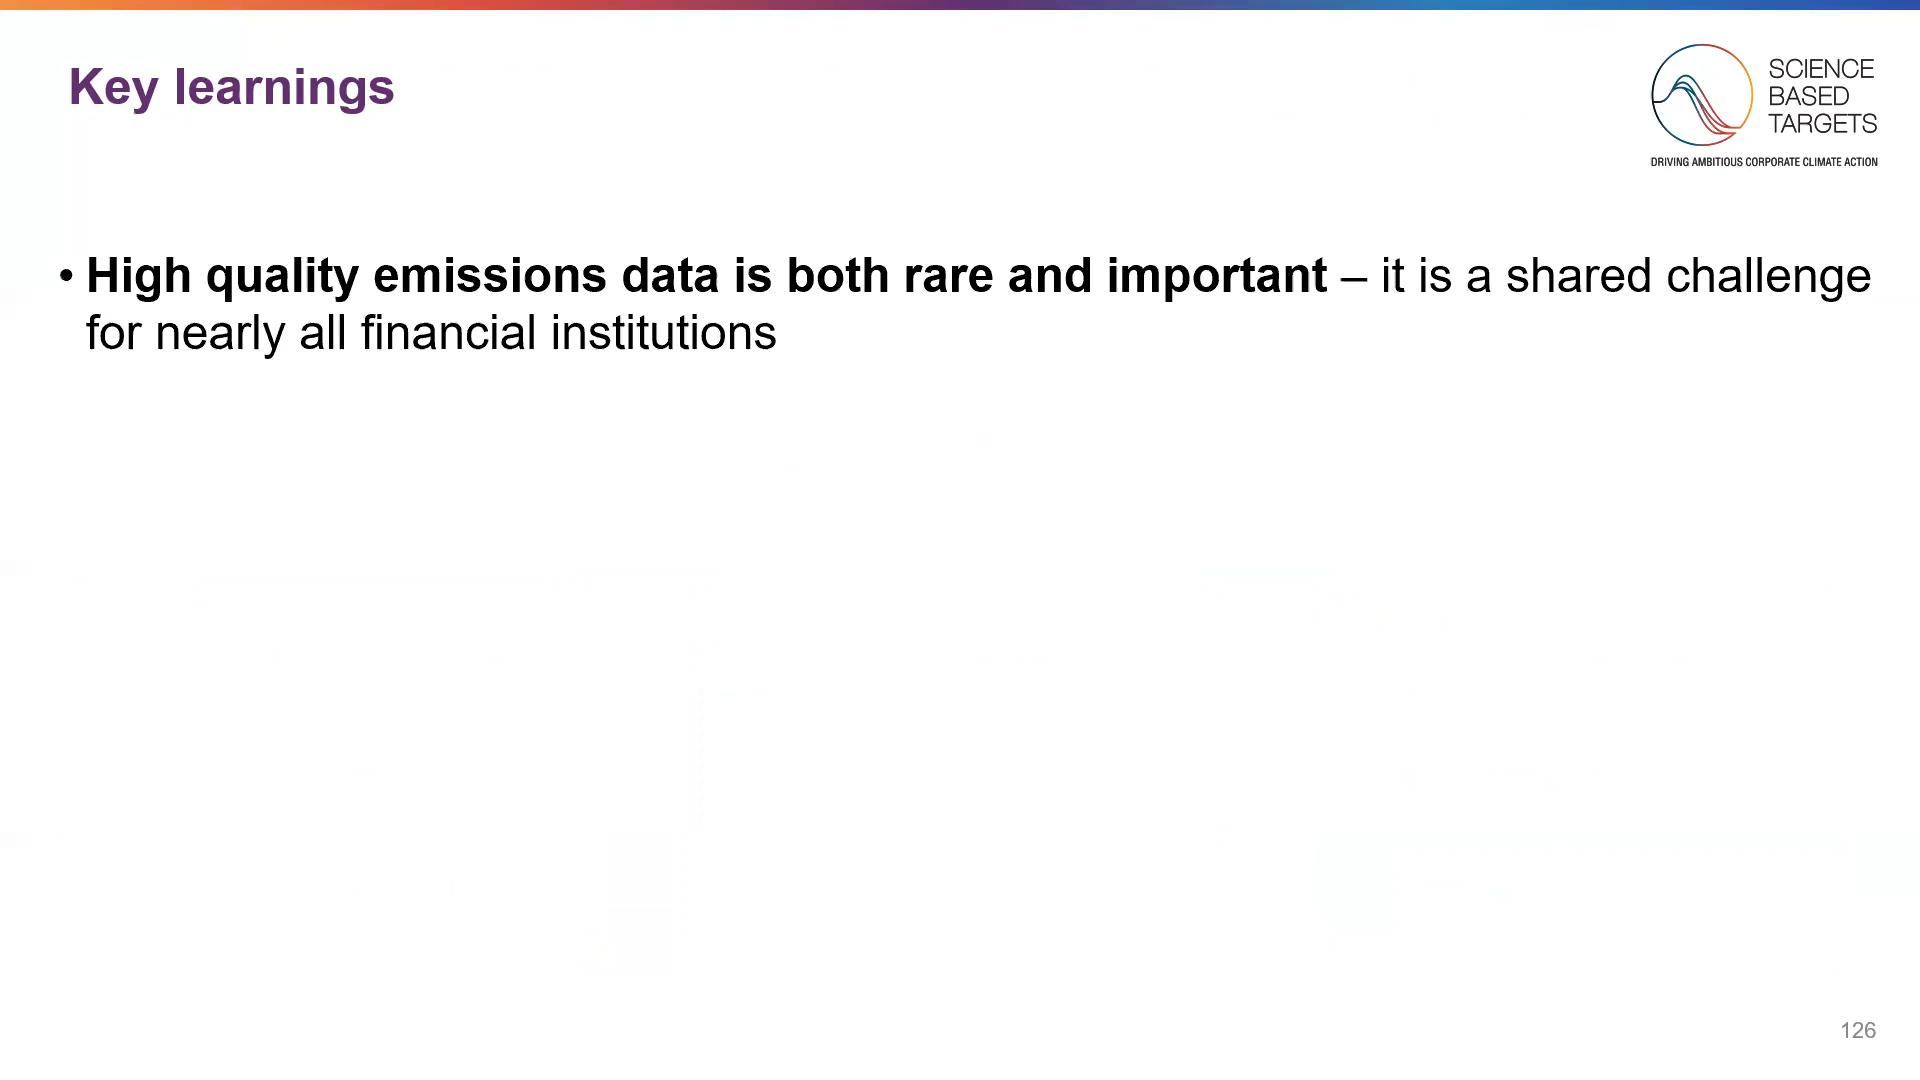 Key learnings
SCIENCE
BASED
TARGETS
DRIVING AMBITIOUS CORPORATE CLIMATE ACTION
• High quality emissions data is both rare and important – it is a shared challenge
for nearly all financial institutions
126